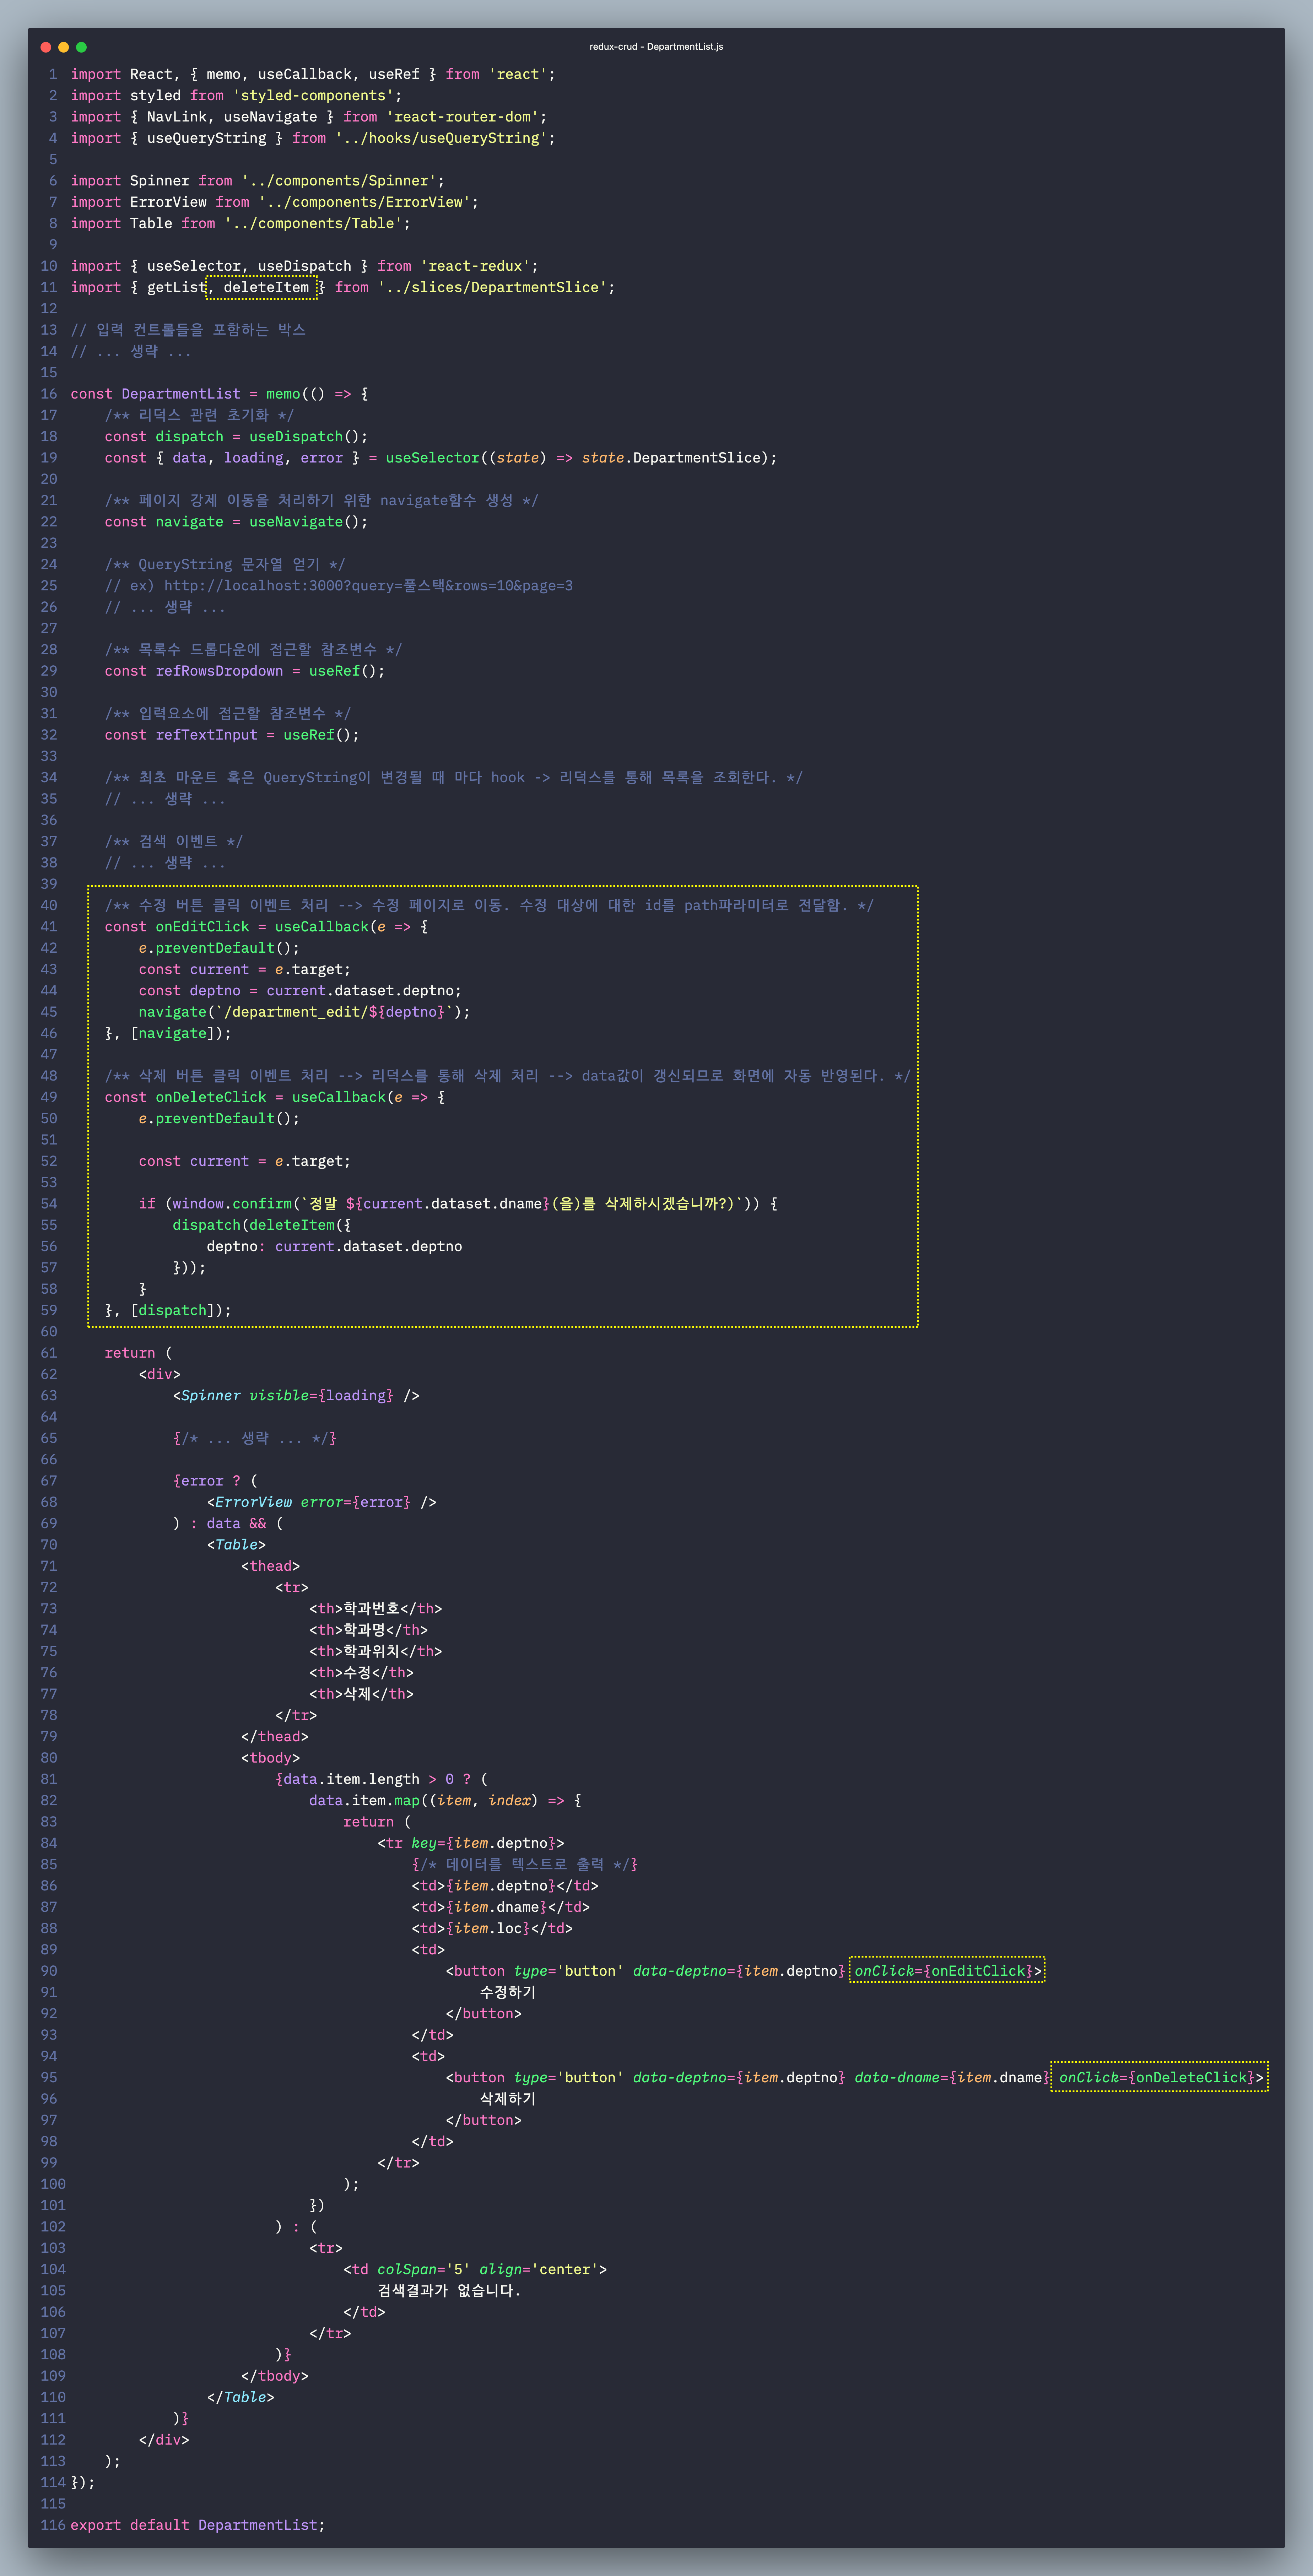 redux-crud - DepartmentList.js
1 import React, { memo, useCallback, useRef } from 'react';
2 import styled from 'styled-components';
3 import { NavLink, useNavigate } from 'react-router-dom';
4 import { useQueryString } from '../hooks/useQueryString';
5
6 import Spinner from '../components/Spinner';
7 import ErrorView from '../components/ErrorView';
8 import Table from '../components/Table';
9
10 import { useSelector, useDispatch } from 'react-redux';
11 import { getList, deleteItem } from '../slices/DepartmentSlice';
12
13 // 입력 컨트롤들을 포함하는 박스
14 // ... 생략 ...
15
16 const DepartmentList = memo(() => {
17     /** 리덕스 관련 초기화 */
18     const dispatch = useDispatch();
19     const { data, loading, error } = useSelector((state) => state.DepartmentSlice);
20
21     /** 페이지 강제 이동을 처리하기 위한 navigate함수 생성 */
22     const navigate = useNavigate();
23
24     /** QueryString 문자열 얻기 */
25     // ex) http://localhost:3000?query=풀스택&rows=10&page=3
26     // ... 생략 ...
27
28     /** 목록수 드롭다운에 접근할 참조변수 */
29     const refRowsDropdown = useRef();
30
31     /** 입력요소에 접근할 참조변수 */
32     const refTextInput = useRef();
33
34     /** 최초 마운트 혹은 QueryString이 변경될 때 마다 hook -> 리덕스를 통해 목록을 조회한다. */
35     // ... 생략 ...
36
37     /** 검색 이벤트 */
38     // ... 생략 ...
39
40     /** 수정 버튼 클릭 이벤트 처리 --> 수정 페이지로 이동. 수정 대상에 대한 id를 path파라미터로 전달함. */
41     const onEditClick = useCallback(e => {
42         e.preventDefault();
43         const current = e.target;
44         const deptno = current.dataset.deptno;
45         navigate(`/department_edit/${deptno}`);
46     }, [navigate]);
47
48     /** 삭제 버튼 클릭 이벤트 처리 --> 리덕스를 통해 삭제 처리 --> data값이 갱신되므로 화면에 자동 반영된다. */
49     const onDeleteClick = useCallback(e => {
50         e.preventDefault();
51
52         const current = e.target;
53
54         if (window.confirm(`정말 ${current.dataset.dname}(을)를 삭제하시겠습니까?)`)) {
55             dispatch(deleteItem({
56                 deptno: current.dataset.deptno
57             }));
58         }
59     }, [dispatch]);
60
61     return (
62         <div>
63             <Spinner visible={loading} />
64
65             {/* ... 생략 ... */}
66
67             {error ? (
68                 <ErrorView error={error} />
69             ) : data && (
70                 <Table>
71                     <thead>
72                         <tr>
73                             <th>학과번호</th>
74                             <th>학과명</th>
75                             <th>학과위치</th>
76                             <th>수정</th>
77                             <th>삭제</th>
78                         </tr>
79                     </thead>
80                     <tbody>
81                         {data.item.length > 0 ? (
82                             data.item.map((item, index) => {
83                                 return (
84                                     <tr key={item.deptno}>
85                                         {/* 데이터를 텍스트로 출력 */}
86                                         <td>{item.deptno}</td>
87                                         <td>{item.dname}</td>
88                                         <td>{item.loc}</td>
89                                         <td>
90                                             <button type='button' data-deptno={item.deptno} onClick={onEditClick}>
91                                                 수정하기
92                                             </button>
93                                         </td>
94                                         <td>
95                                             <button type='button' data-deptno={item.deptno} data-dname={item.dname} onClick={onDeleteClick}>
96                                                 삭제하기
97                                             </button>
98                                         </td>
99                                     </tr>
100                                 );
101                             })
102                         ) : (
103                             <tr>
104                                 <td colSpan='5' align='center'>
105                                     검색결과가 없습니다.
106                                 </td>
107                             </tr>
108                         )}
109                     </tbody>
110                 </Table>
111             )}
112         </div>
113     );
114 });
115
116 export default DepartmentList;